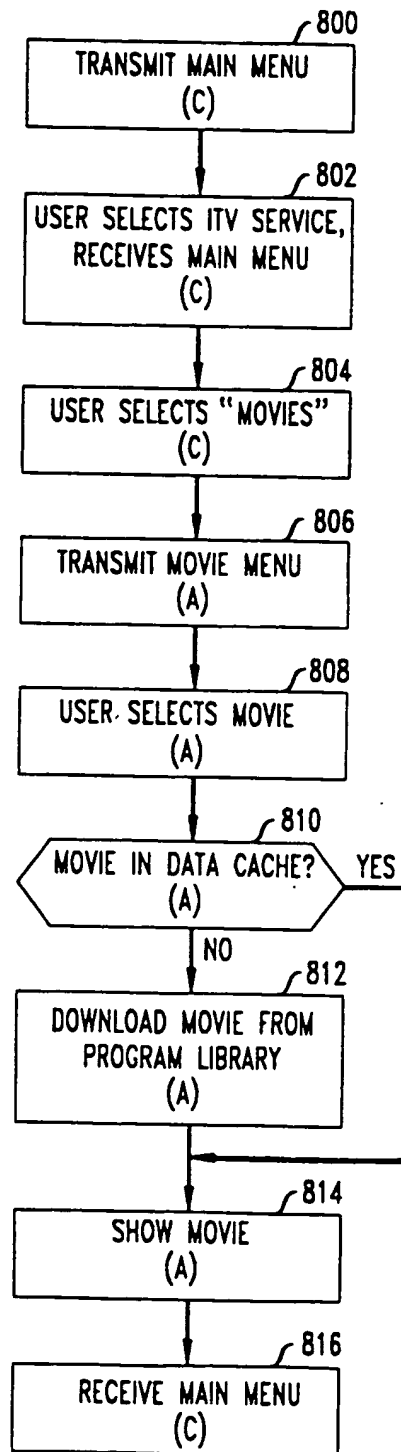 800
TRANSMIT MAIN MENU
(C)
802
USER SELECTS ITV SERVICE,
RECEIVES MAIN MENU
(C)
804
USER SELECTS "MOVIES"
(C)
806
TRANSMIT MOVIE MENU
(A)
808
USER SELECTS MOVIE
(A)
810
MOVIE IN DATA CACHE?
(A)
YES
NO
812
DOWNLOAD MOVIE FROM
PROGRAM LIBRARY
(A)
814
SHOW MOVIE
(A)
816
RECEIVE MAIN MENU
(C)